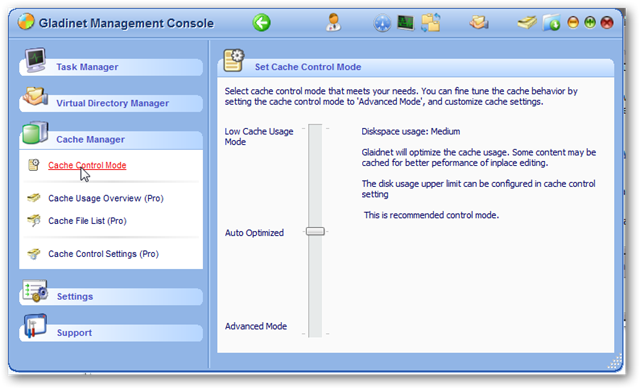 Gladinet Management Console
Task Manager
Virtual Directory Manager
Cache Manager
Cache Control Mode
Cache Usage Overview (Pro)
Cache File List (Pro)
Cache Control Settings (Pro)
Settings
Support
Set Cache Control Mode
Select cache control mode that meets your needs. You can fine tune the cache behavior by
setting the cache control mode to 'Advanced Mode', and customize cache settings.
Low Cache Usage
Mode
Auto Optimized
Advanced Mode
Diskspace usage: Medium
Glaidnet will optimize the cache usage. Some content may be
cached for better peformance of inplace editing.
The disk usage upper limit can be configured in cache control
setting
This is recommended control mode.